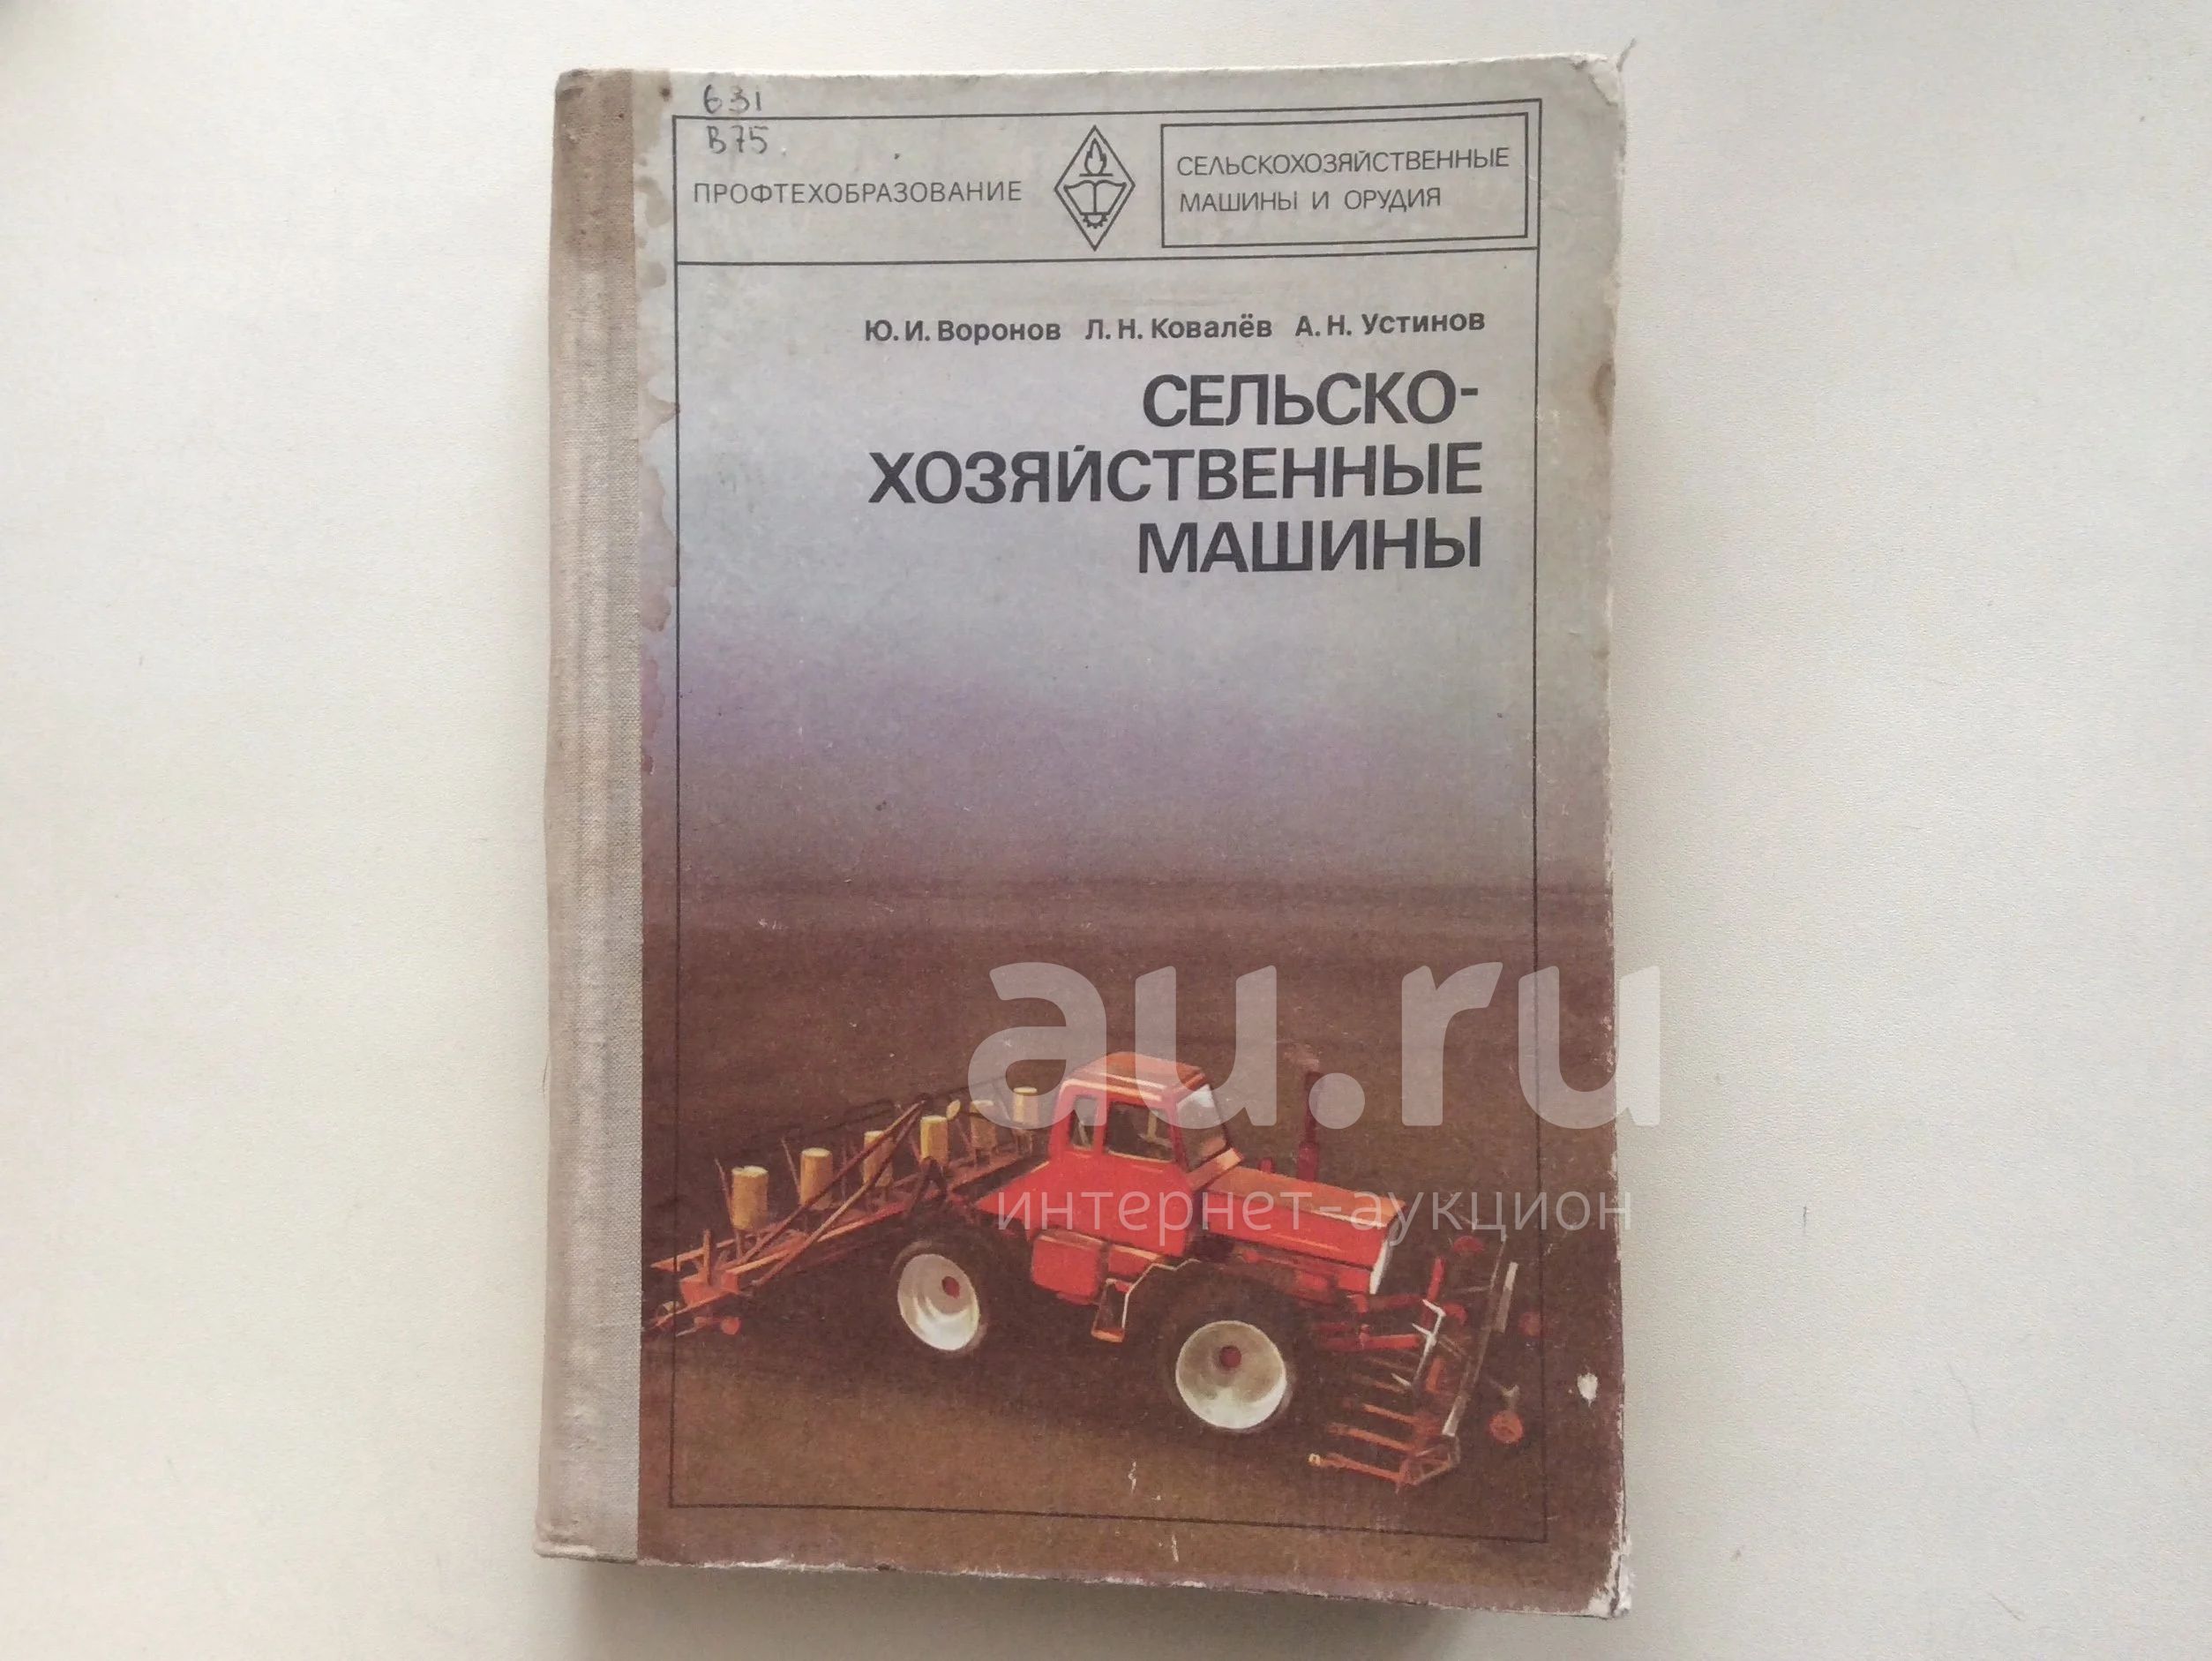 631
В75
ПРОФТЕХОБРАЗОВАНИЕ
СЕЛЬСКОХОЗЯЙСТВЕННЫЕ
МАШИНЫ И ОРУДИЯ
Ю. И. Воронов Л. Н. Ковалёв А. Н. Устинов
СЕЛЬСКО-
ХОЗЯЙСТВЕННЫЕ
МАШИНЫ
au.ru
интернет-аукцион